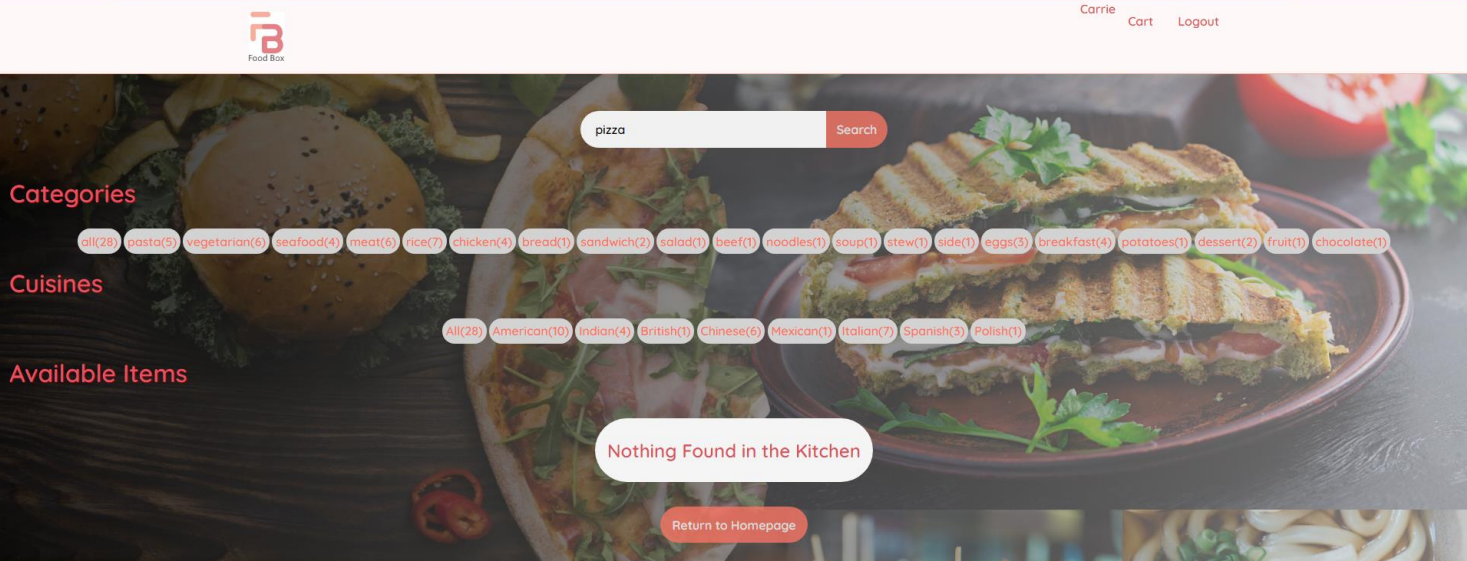 Food Box
Carrie
Cart Logout
pizza Search
Categories
all(28) pasta(5) vegetarian(6) seafood(4) meat(6) rice(7) chicken(4) bread(1) sandwich(2) salad(1) beef(1) noodles(1) soup(1) stew(1) side(1) eggs(3) breakfast(4) potatoes(1) dessert(2) fruit(1) chocolate(1)
Cuisines
All(28) American(10) Indian(4) British(1) Chinese(6) Mexican(1) Italian(7) Spanish(3) Polish(1)
Available Items
Nothing Found in the Kitchen
Return to Homepage